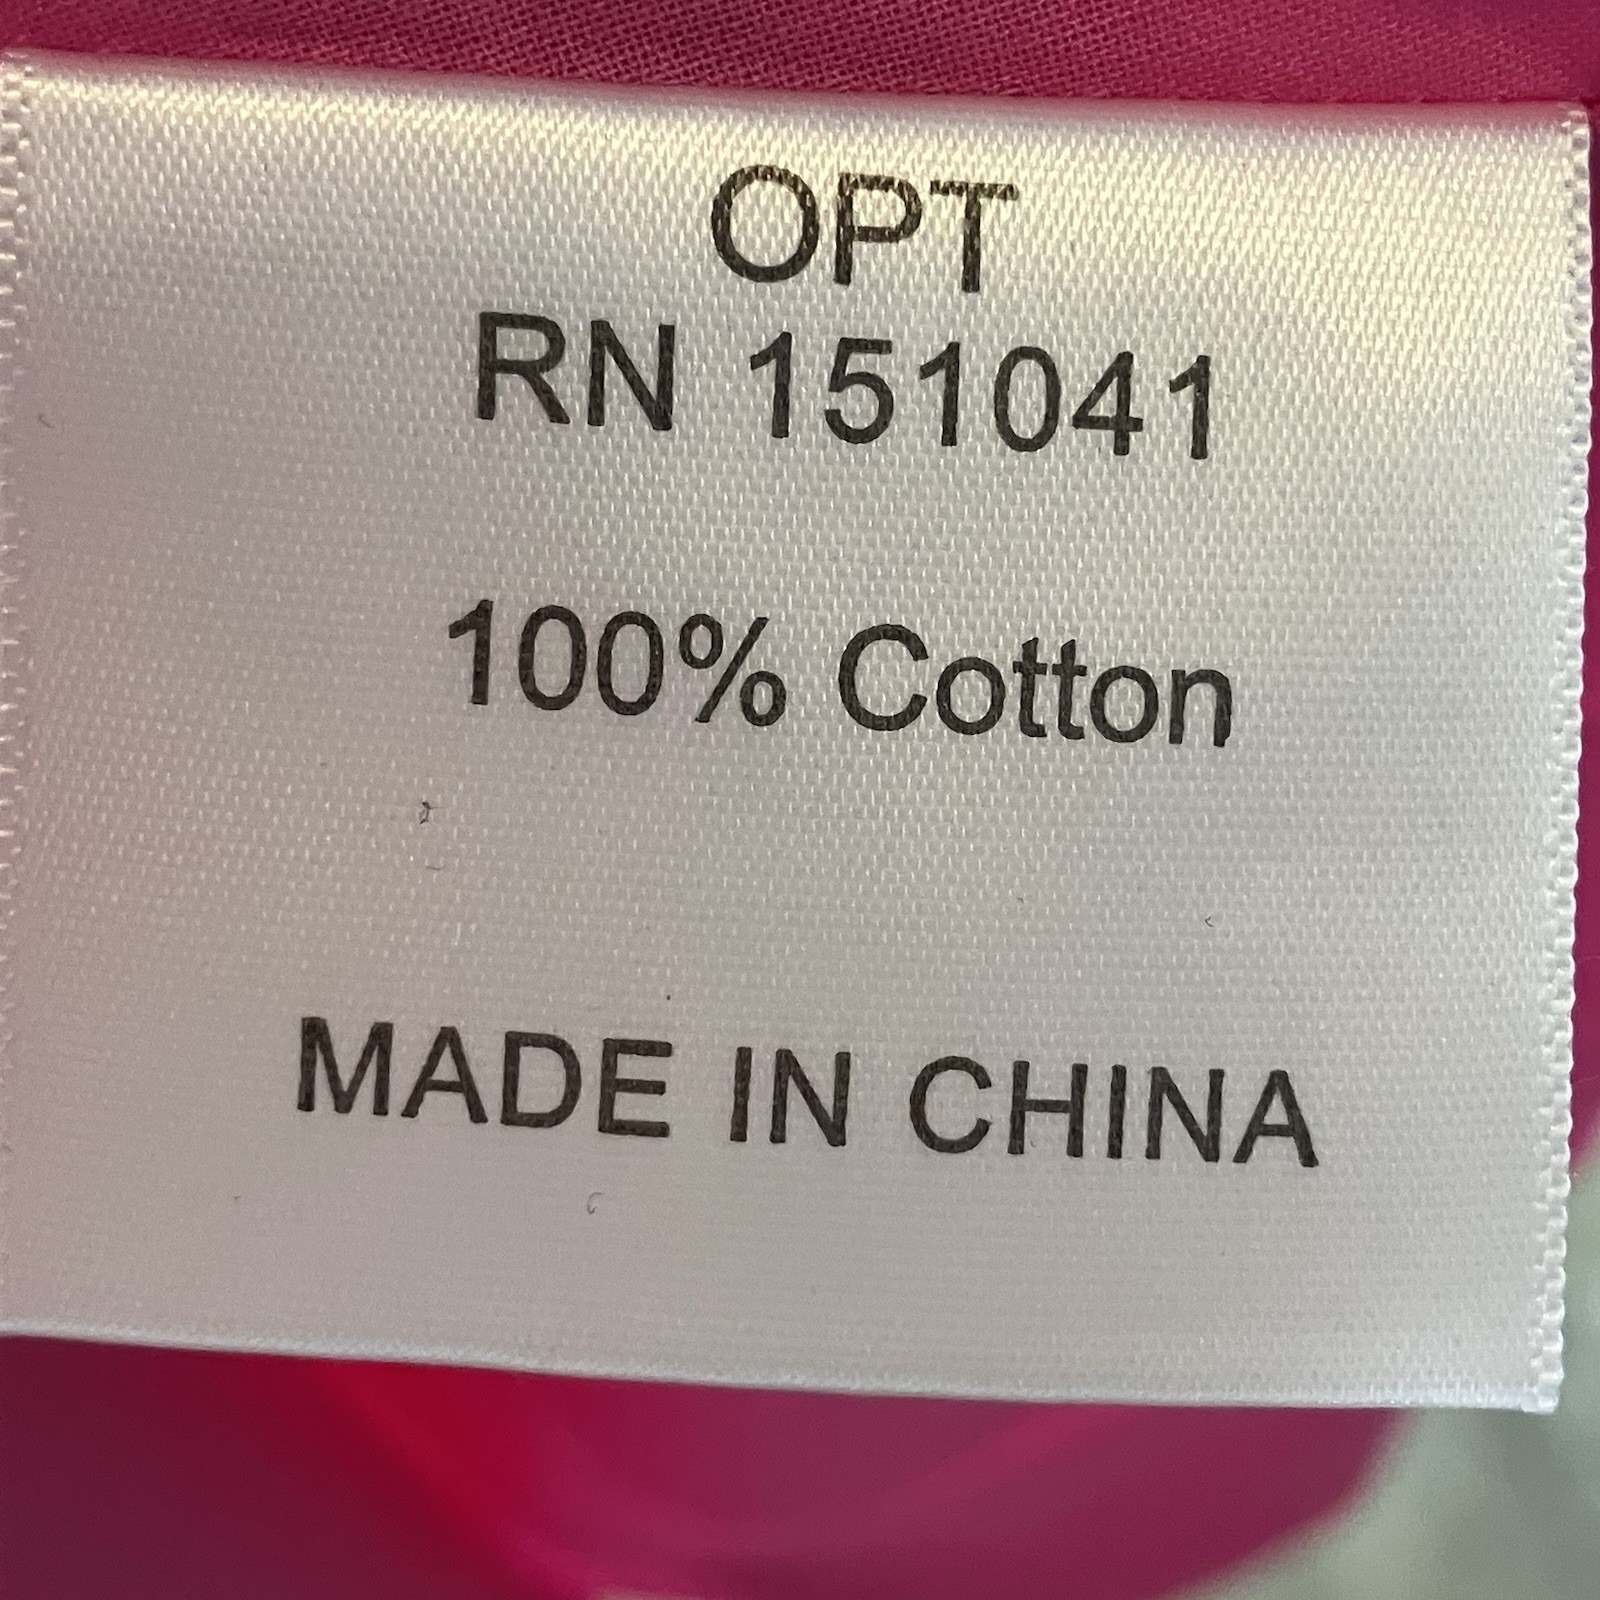 OPT
RN 151041
100% Cotton
MADE IN CHINA